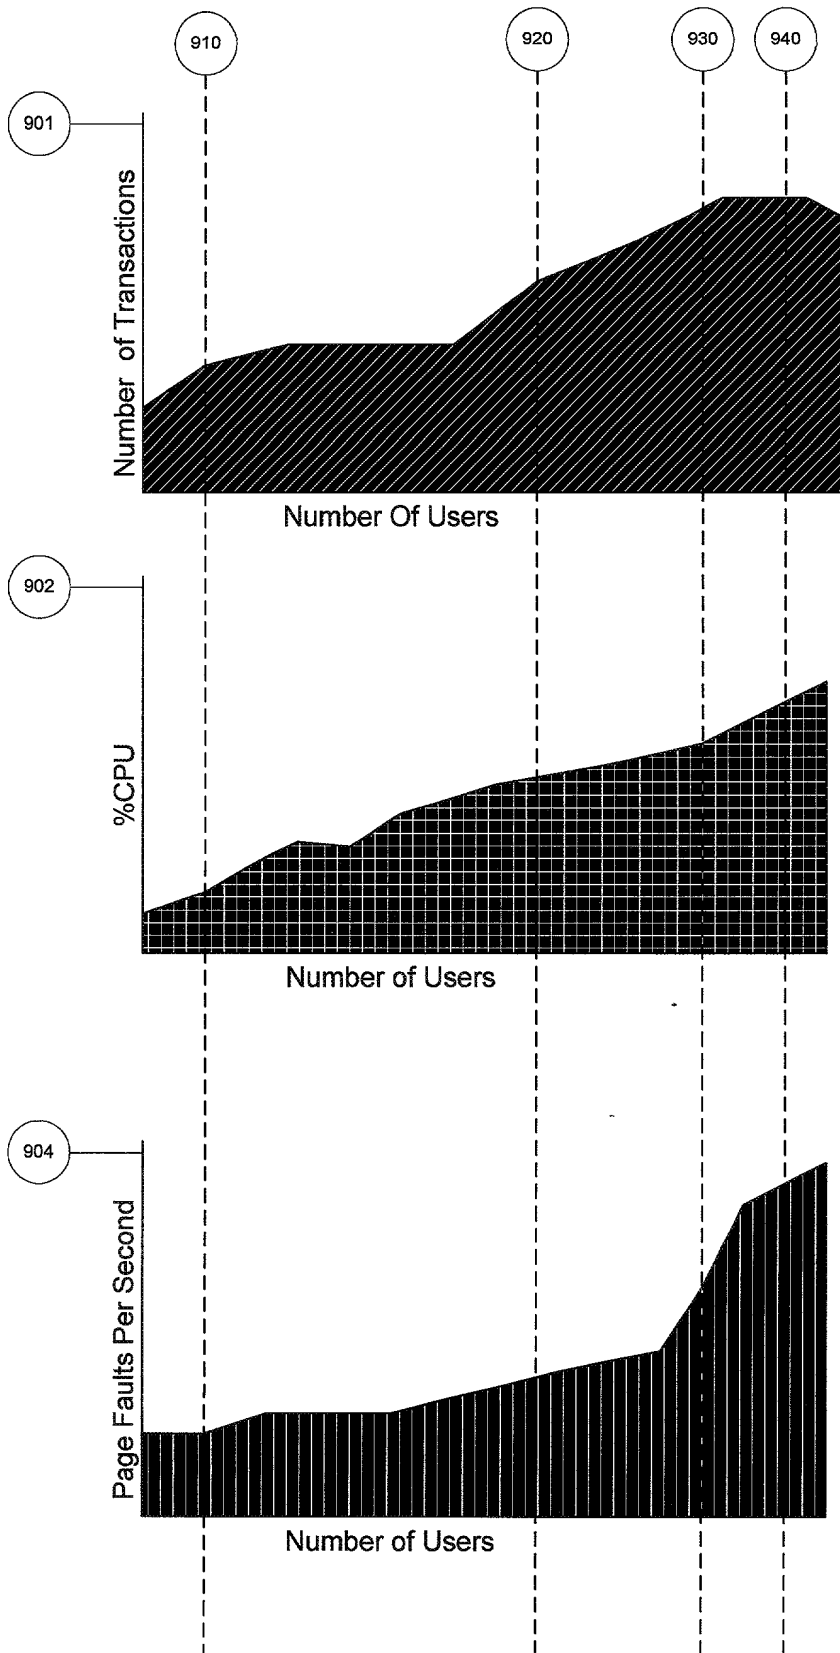 910
920
930
940
901
Number of Transactions
Number Of Users
902
%CPU
Number of Users
904
Page Faults Per Second
Number of Users